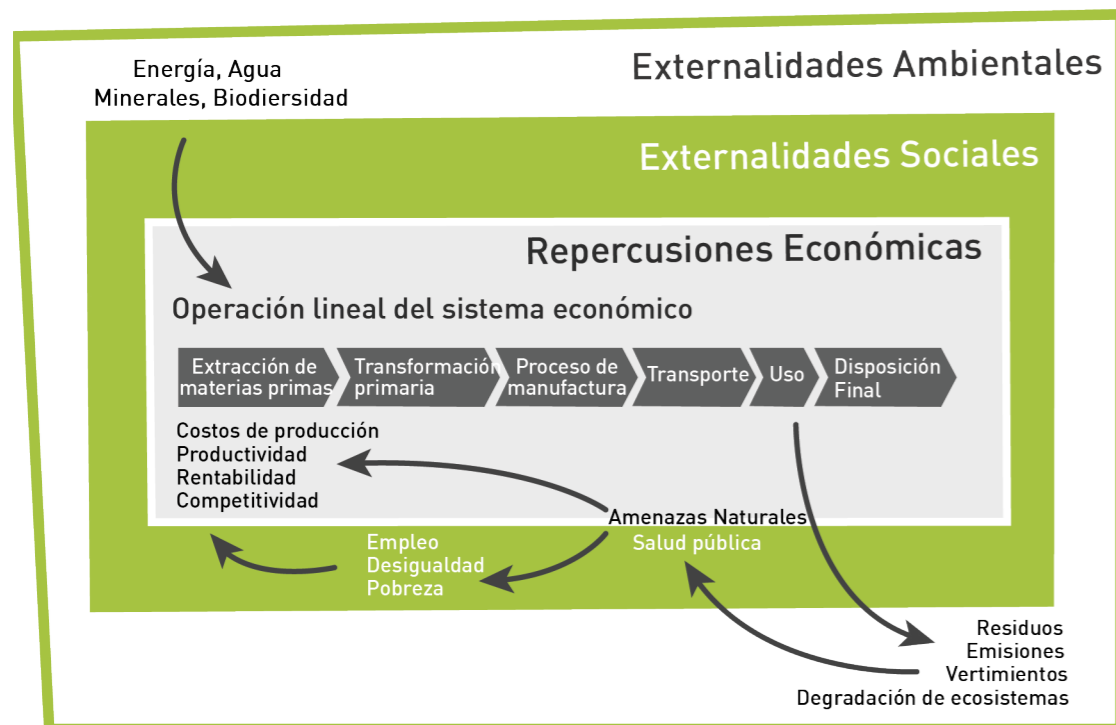 Externalidades Ambientales
Energía, Agua
Minerales, Biodiersidad
Externalidades Sociales
Repercusiones Económicas
Operación lineal del sistema económico
Extracción de
materias primas
Transformación
primaria
Proceso de
manufactura
Transporte
Uso
Disposición
Final
Costos de producción
Productividad
Rentabilidad
Competitividad
Amenazas Naturales
Salud pública
Empleo
Desigualdad
Pobreza
Residuos
Emisiones
Vertimientos
Degradación de ecosistemas